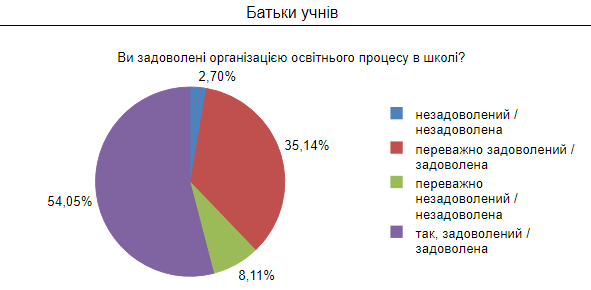 Батьки учнів
Ви задоволені організацією освітнього процесу в школі?
2,70%
35,14%
54,05%
8,11%
незадоволений /
незадоволена
переважно задоволений /
задоволена
переважно
незадоволений /
незадоволена
так, задоволений /
задоволена